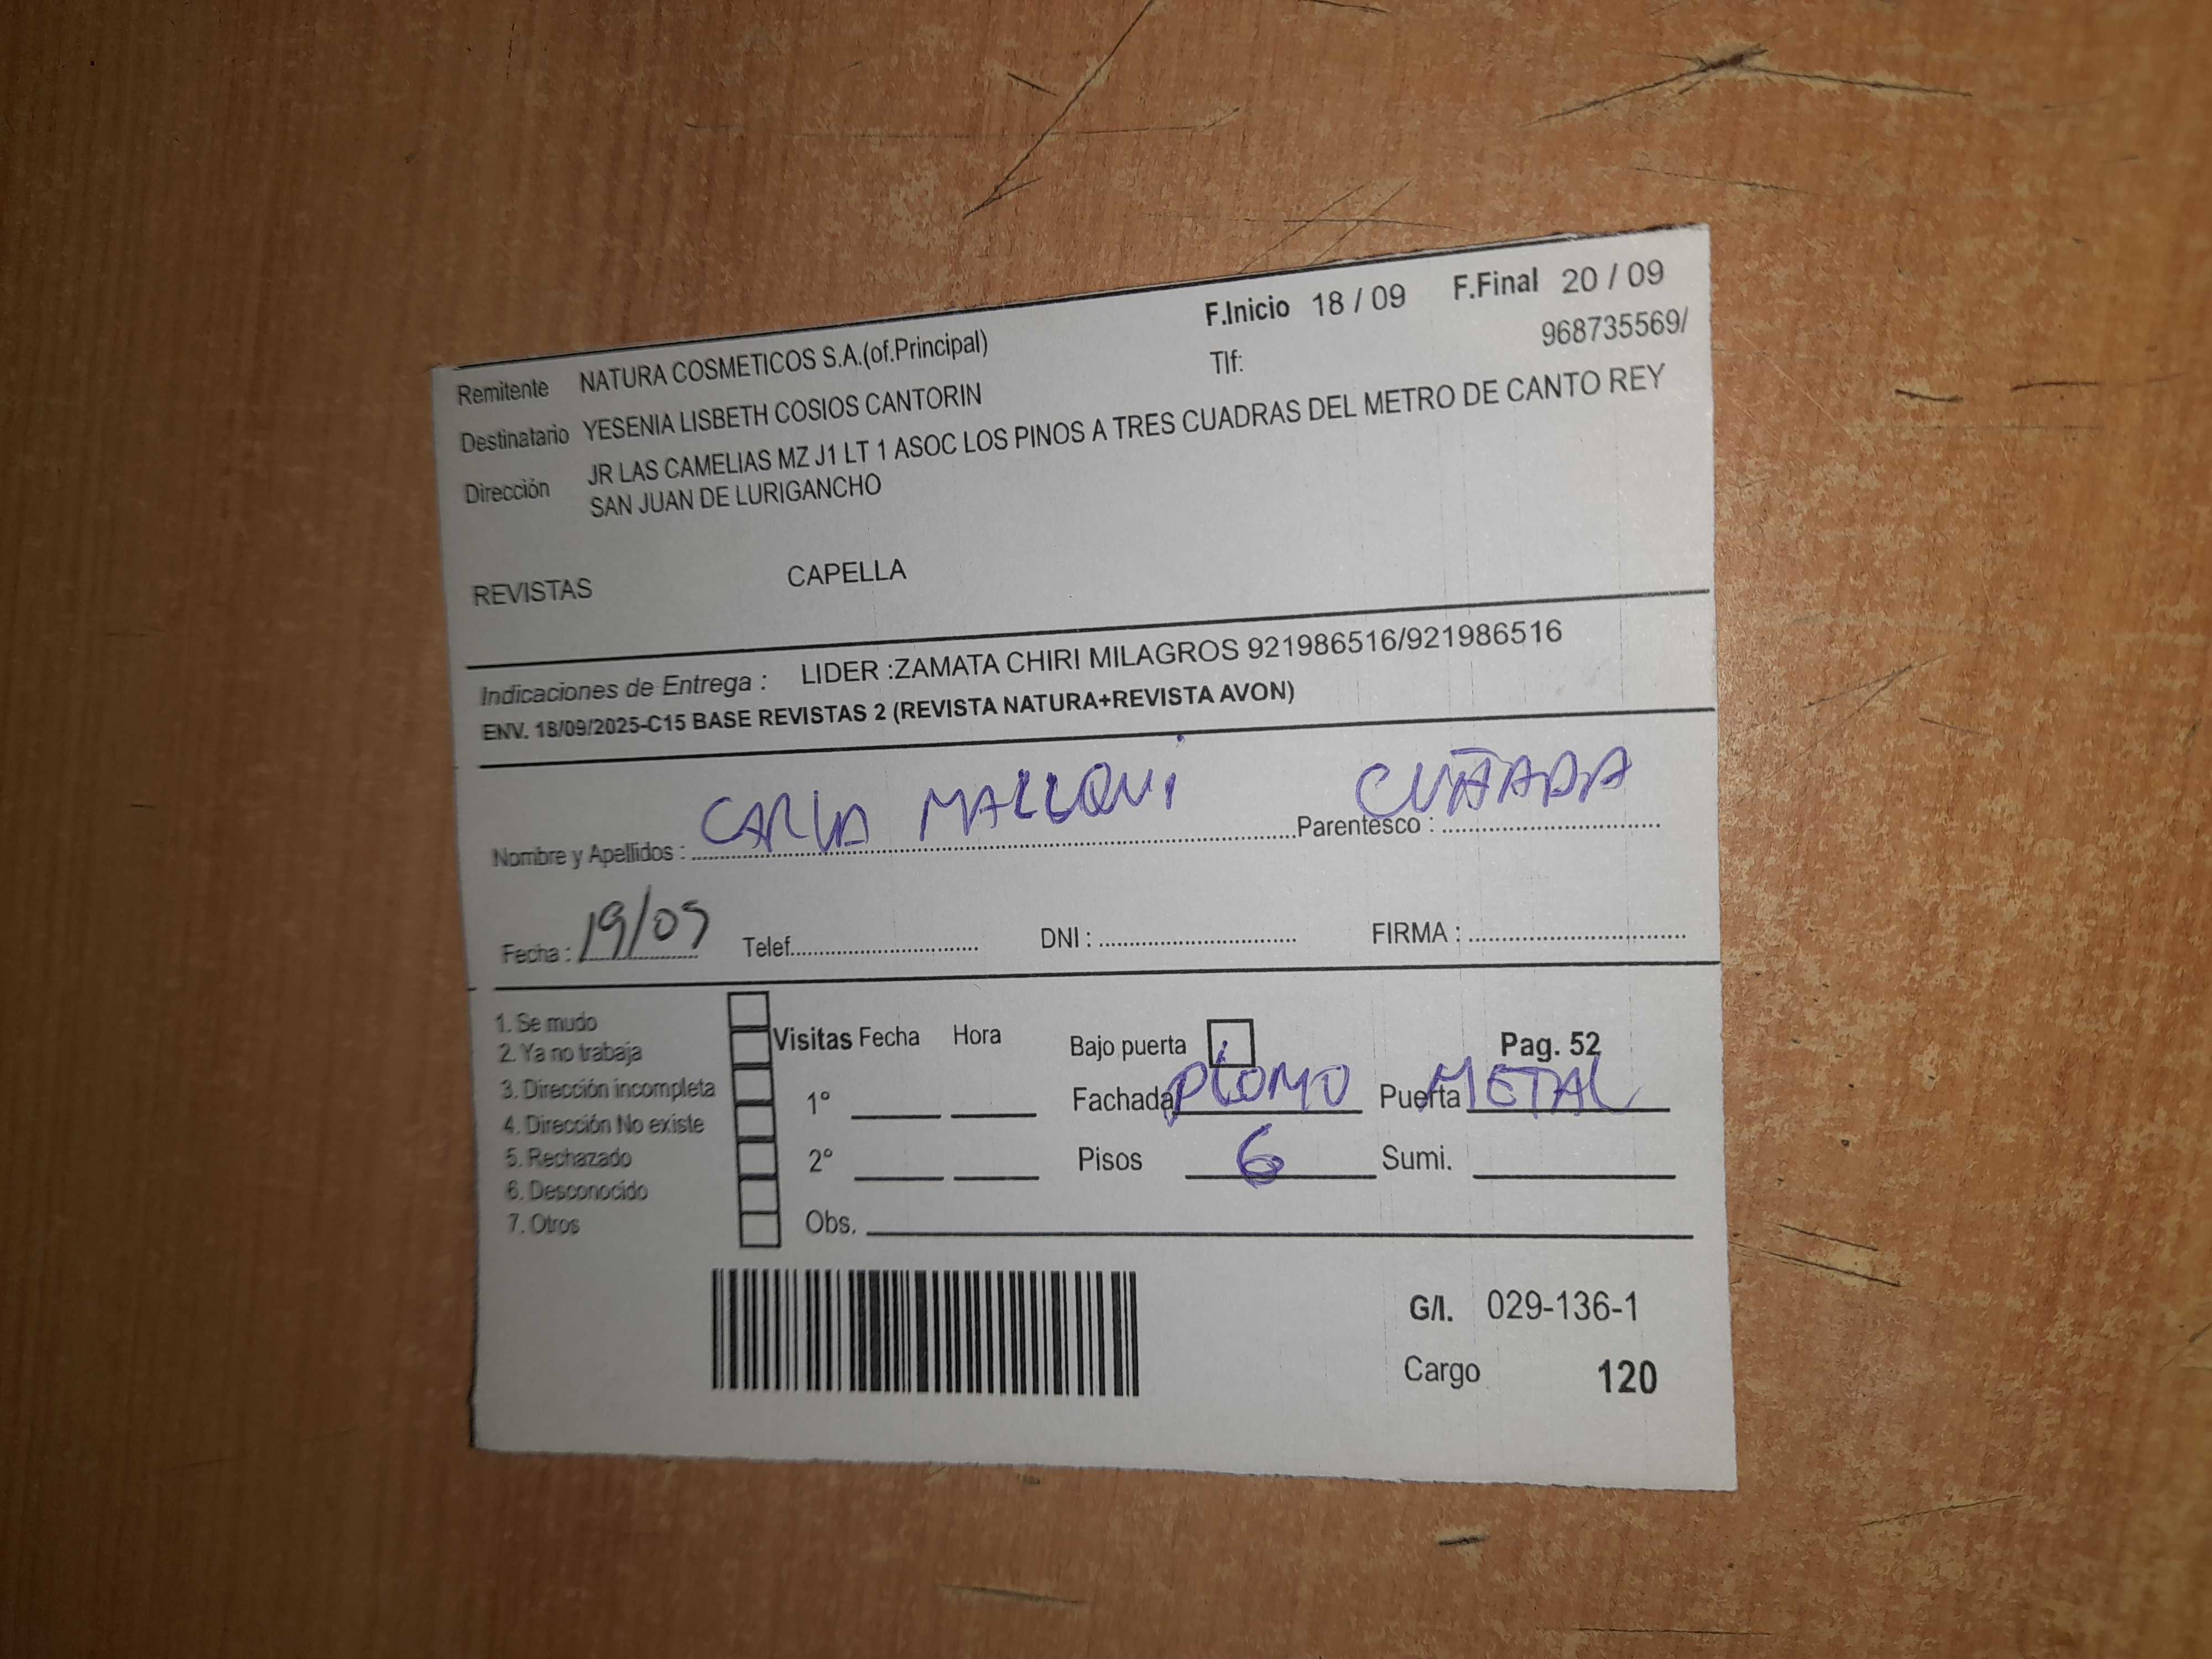 F.Inicio 18 / 09 F.Final 20 / 09
Remitente NATURA COSMETICOS S.A.(of.Principal) Tlf: 968735569/
Destinatario YESENIA LISBETH COSIOS CANTORIN
Dirección JR LAS CAMELIAS MZ J1 LT 1 ASOC LOS PINOS A TRES CUADRAS DEL METRO DE CANTO REY
SAN JUAN DE LURIGANCHO
REVISTAS CAPELLA
Indicaciones de Entrega : LIDER :ZAMATA CHIRI MILAGROS 921986516/921986516
ENV. 18/09/2025-C15 BASE REVISTAS 2 (REVISTA NATURA+REVISTA AVON)
Nombre y Apellidos : CARLA MALLQUI Parentesco : CUÑADA
Fecha : 19/09 Telef. DNI : FIRMA :
1. Se mudo
2. Ya no trabaja
3. Dirección incompleta
4. Dirección No existe
5. Rechazado
6. Desconocido
7. Otros
Visitas Fecha Hora Bajo puerta Pag. 52
1° Fachada PLOMO Puerta METAL
2° Pisos 6 Sumi.
Obs.
G/I. 029-136-1
Cargo 120